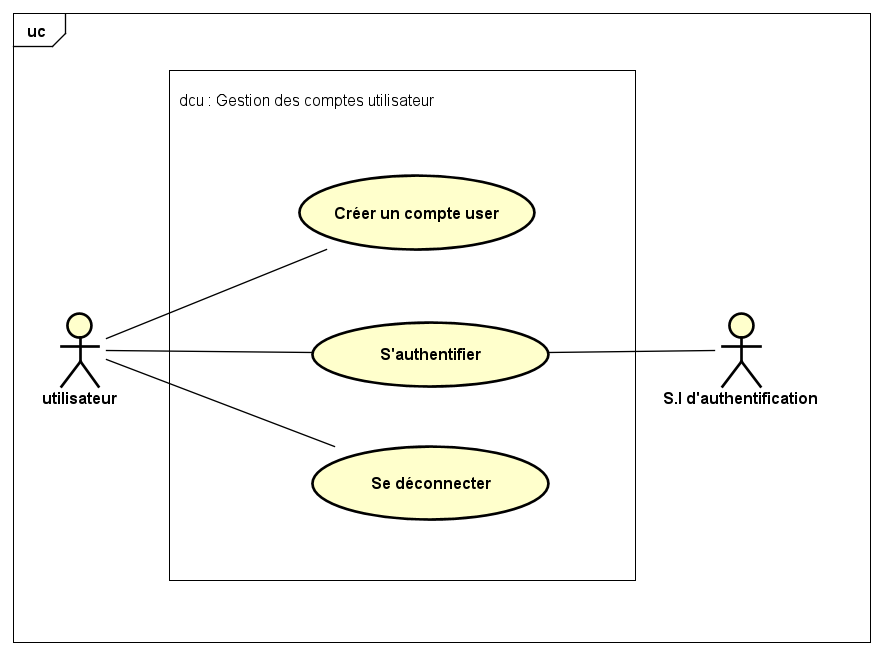 uc
dcu : Gestion des comptes utilisateur
Créer un compte user
S'authentifier
utilisateur
S.I d'authentification
Se déconnecter